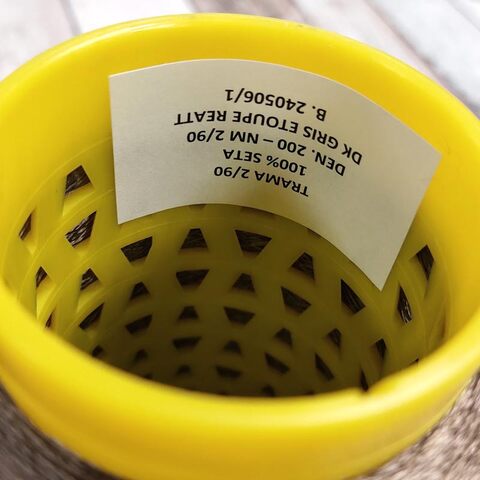 TRAMA 2/90
100% SETA
DEN. 200 – NM 2/90
DK GRIS ETOUPE REATT
B. 240506/1